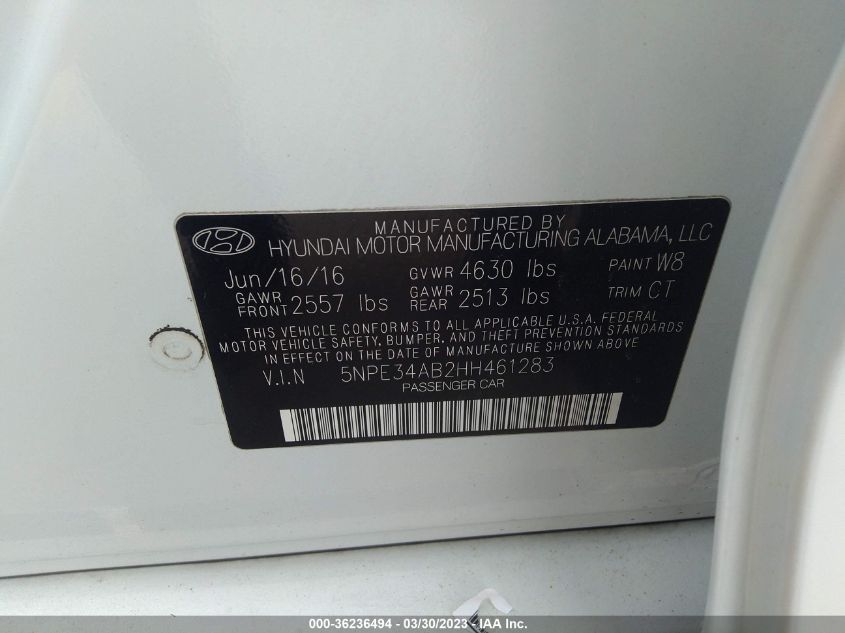 MANUFACTURED BY
HYUNDAI MOTOR MANUFACTURING ALABAMA, LLC
Jun/16/16 GVWR 4630 lbs PAINT W8
GAWR FRONT 2557 lbs GAWR REAR 2513 lbs TRIM CT
THIS VEHICLE CONFORMS TO ALL APPLICABLE U.S.A. FEDERAL
MOTOR VEHICLE SAFETY, BUMPER, AND THEFT PREVENTION STANDARDS
IN EFFECT ON THE DATE OF MANUFACTURE SHOWN ABOVE
V.I.N 5NPE34AB2HH461283
PASSENGER CAR
000-36236494 — 03/30/2023 — IAA Inc.